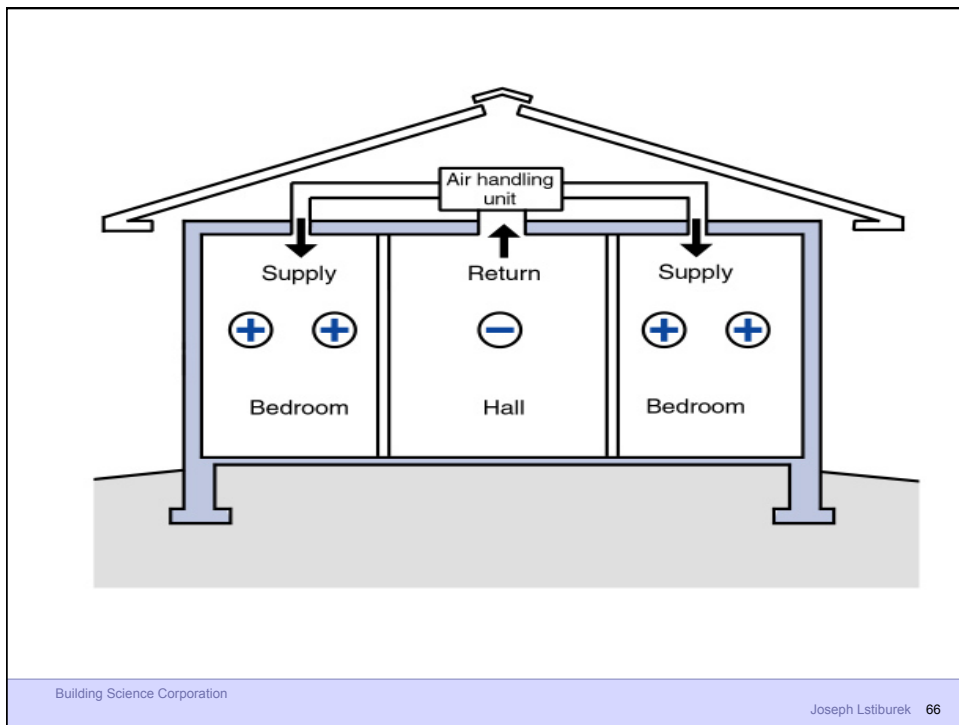 Air handling
unit
Supply
Return
Supply
+ + − + +
Bedroom
Hall
Bedroom
Building Science Corporation
Joseph Lstiburek 66